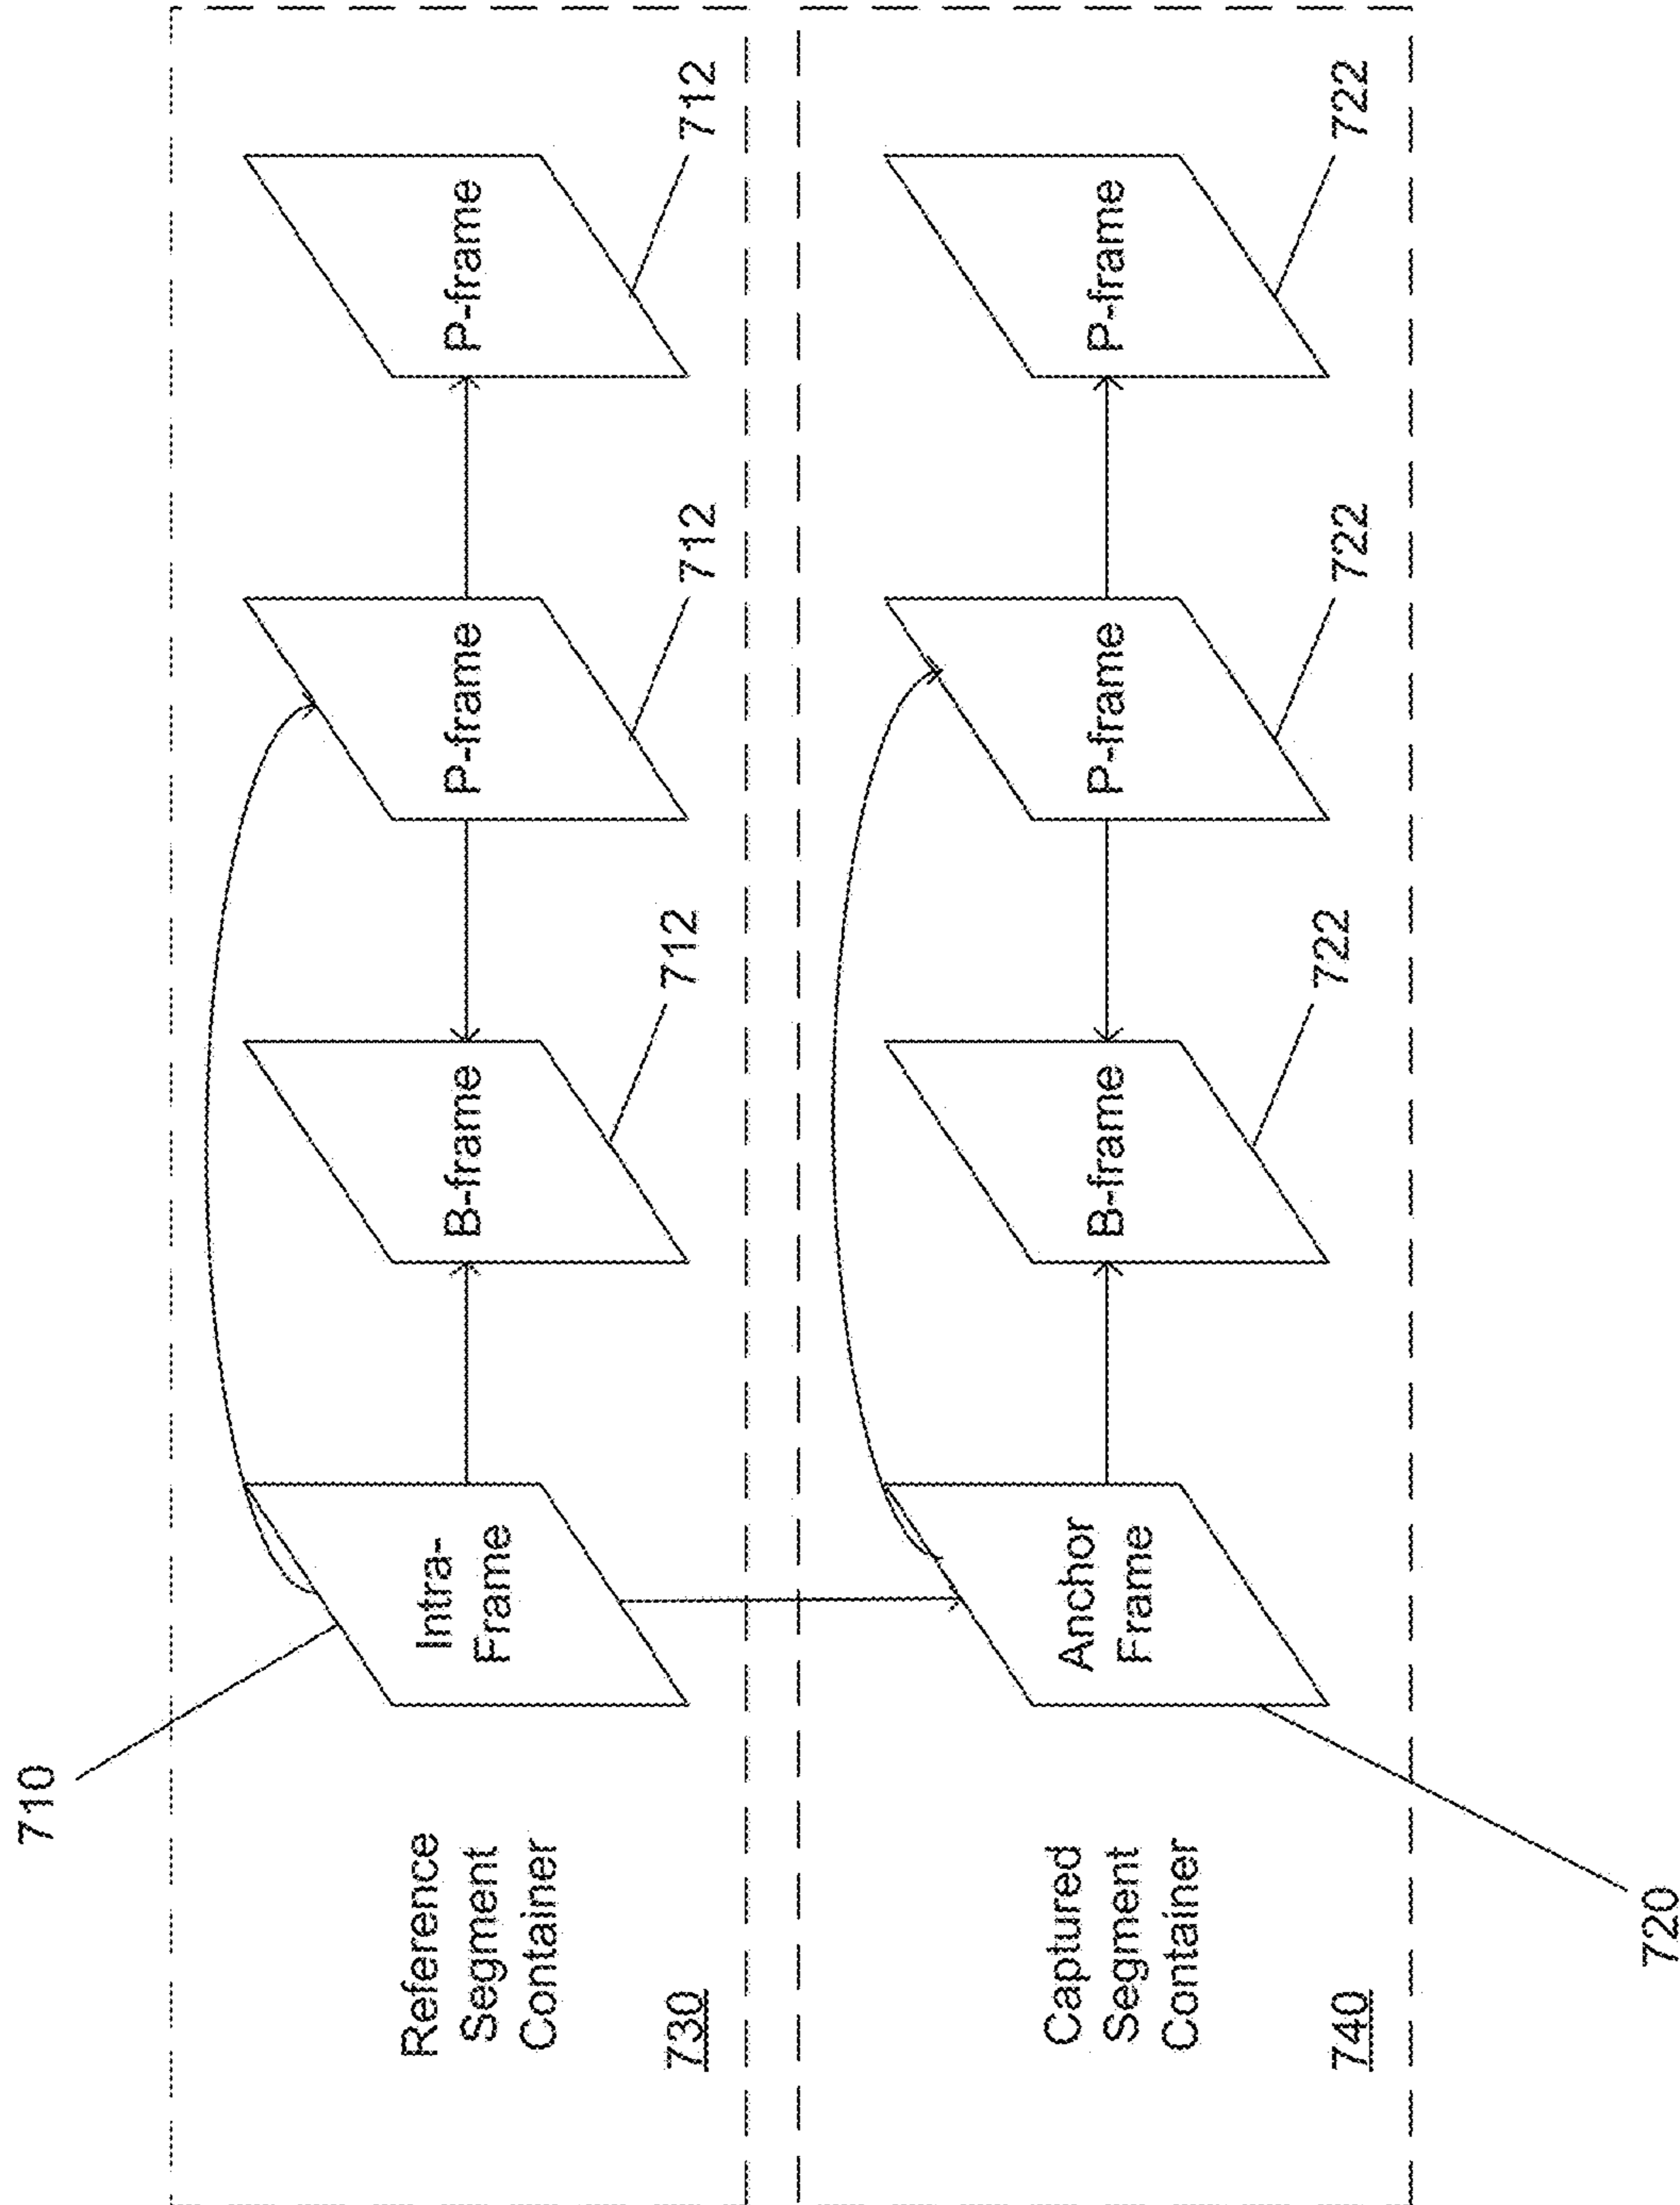 710
Reference
Segment
Container
730
Intra-
Frame
B-frame
P-frame
P-frame
712
712
712
Captured
Segment
Container
740
Anchor
Frame
B-frame
P-frame
P-frame
722
722
722
720